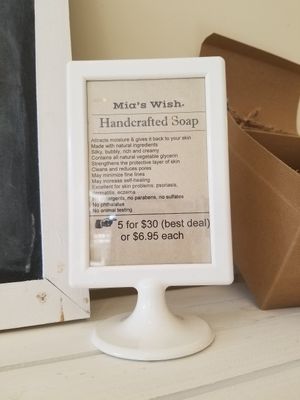 Mia's Wish.
Handcrafted Soap
Attracts moisture & gives it back to your skin
Made with natural ingredients
Silky, bubbly, rich and creamy
Contains all natural vegetable glycerin
Strengthens the protective layer of skin
Cleans and reduces pores
May minimize fine lines
May increase self-healing
Excellent for skin problems: psoriasis,
dermatitis, eczema
No detergents, no parabens, no sulfates
No phthalates
No animal testing
5 for $30 (best deal)
or $6.95 each